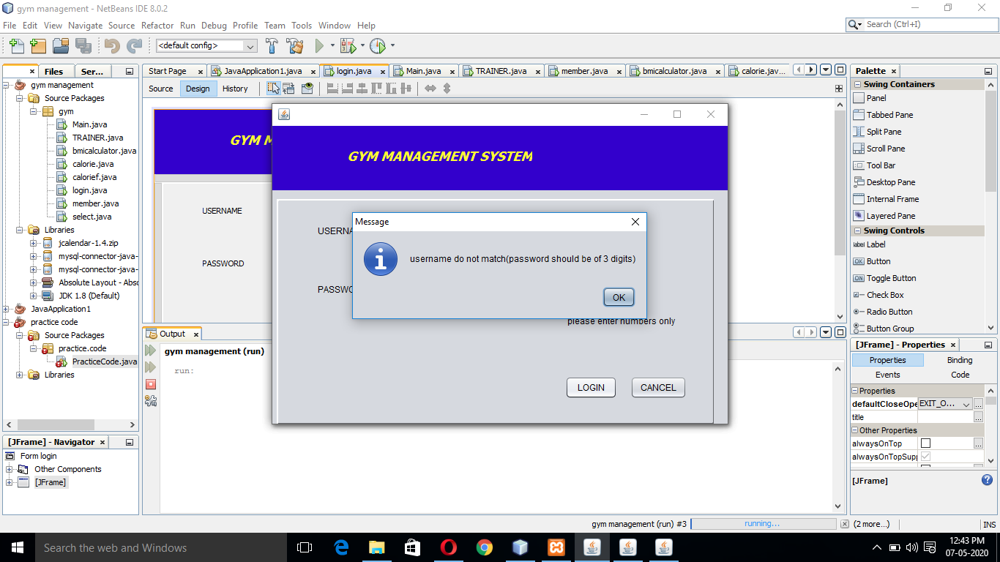 gym management - NetBeans IDE 8.0.2
File Edit View Navigate Source Refactor Run Debug Profile Team Tools Window Help
Search (Ctrl+I)
<default config>
Files
Ser...
Start Page
JavaApplication1.java
login.java
Main.java
TRAINER.java
member.java
bmicalculator.java
calorie.jav...
Source
Design
History
gym management
Source Packages
gym
Main.java
TRAINER.java
bmicalculator.java
calorie.java
calorief.java
login.java
member.java
select.java
Libraries
jcalendar-1.4.zip
mysql-connector-java-
mysql-connector-java-
Absolute Layout - Abso
JDK 1.8 (Default)
JavaApplication1
practice code
Source Packages
practice.code
PracticeCode.java
Libraries
[JFrame] - Navigator
Form login
Other Components
[JFrame]
GYM M
USERNAME
PASSWORD
GYM MANAGEMENT SYSTEM
USERNA
PASSWO
Message
username do not match(password should be of 3 digits)
OK
please enter numbers only
LOGIN
CANCEL
Output
gym management (run)
run:
Palette
Swing Containers
Panel
Tabbed Pane
Split Pane
Scroll Pane
Tool Bar
Desktop Pane
Internal Frame
Layered Pane
Swing Controls
label Label
OK Button
ON Toggle Button
Check Box
Radio Button
Button Group
[JFrame] - Properties
Properties
Binding
Events
Code
Properties
defaultCloseOpe EXIT_O... ...
title ...
Other Properties
alwaysOnTop ...
alwaysOnTopSupp
[JFrame]
gym management (run) #3
running...
(2 more...)
INS
Search the web and Windows
12:43 PM
07-05-2020